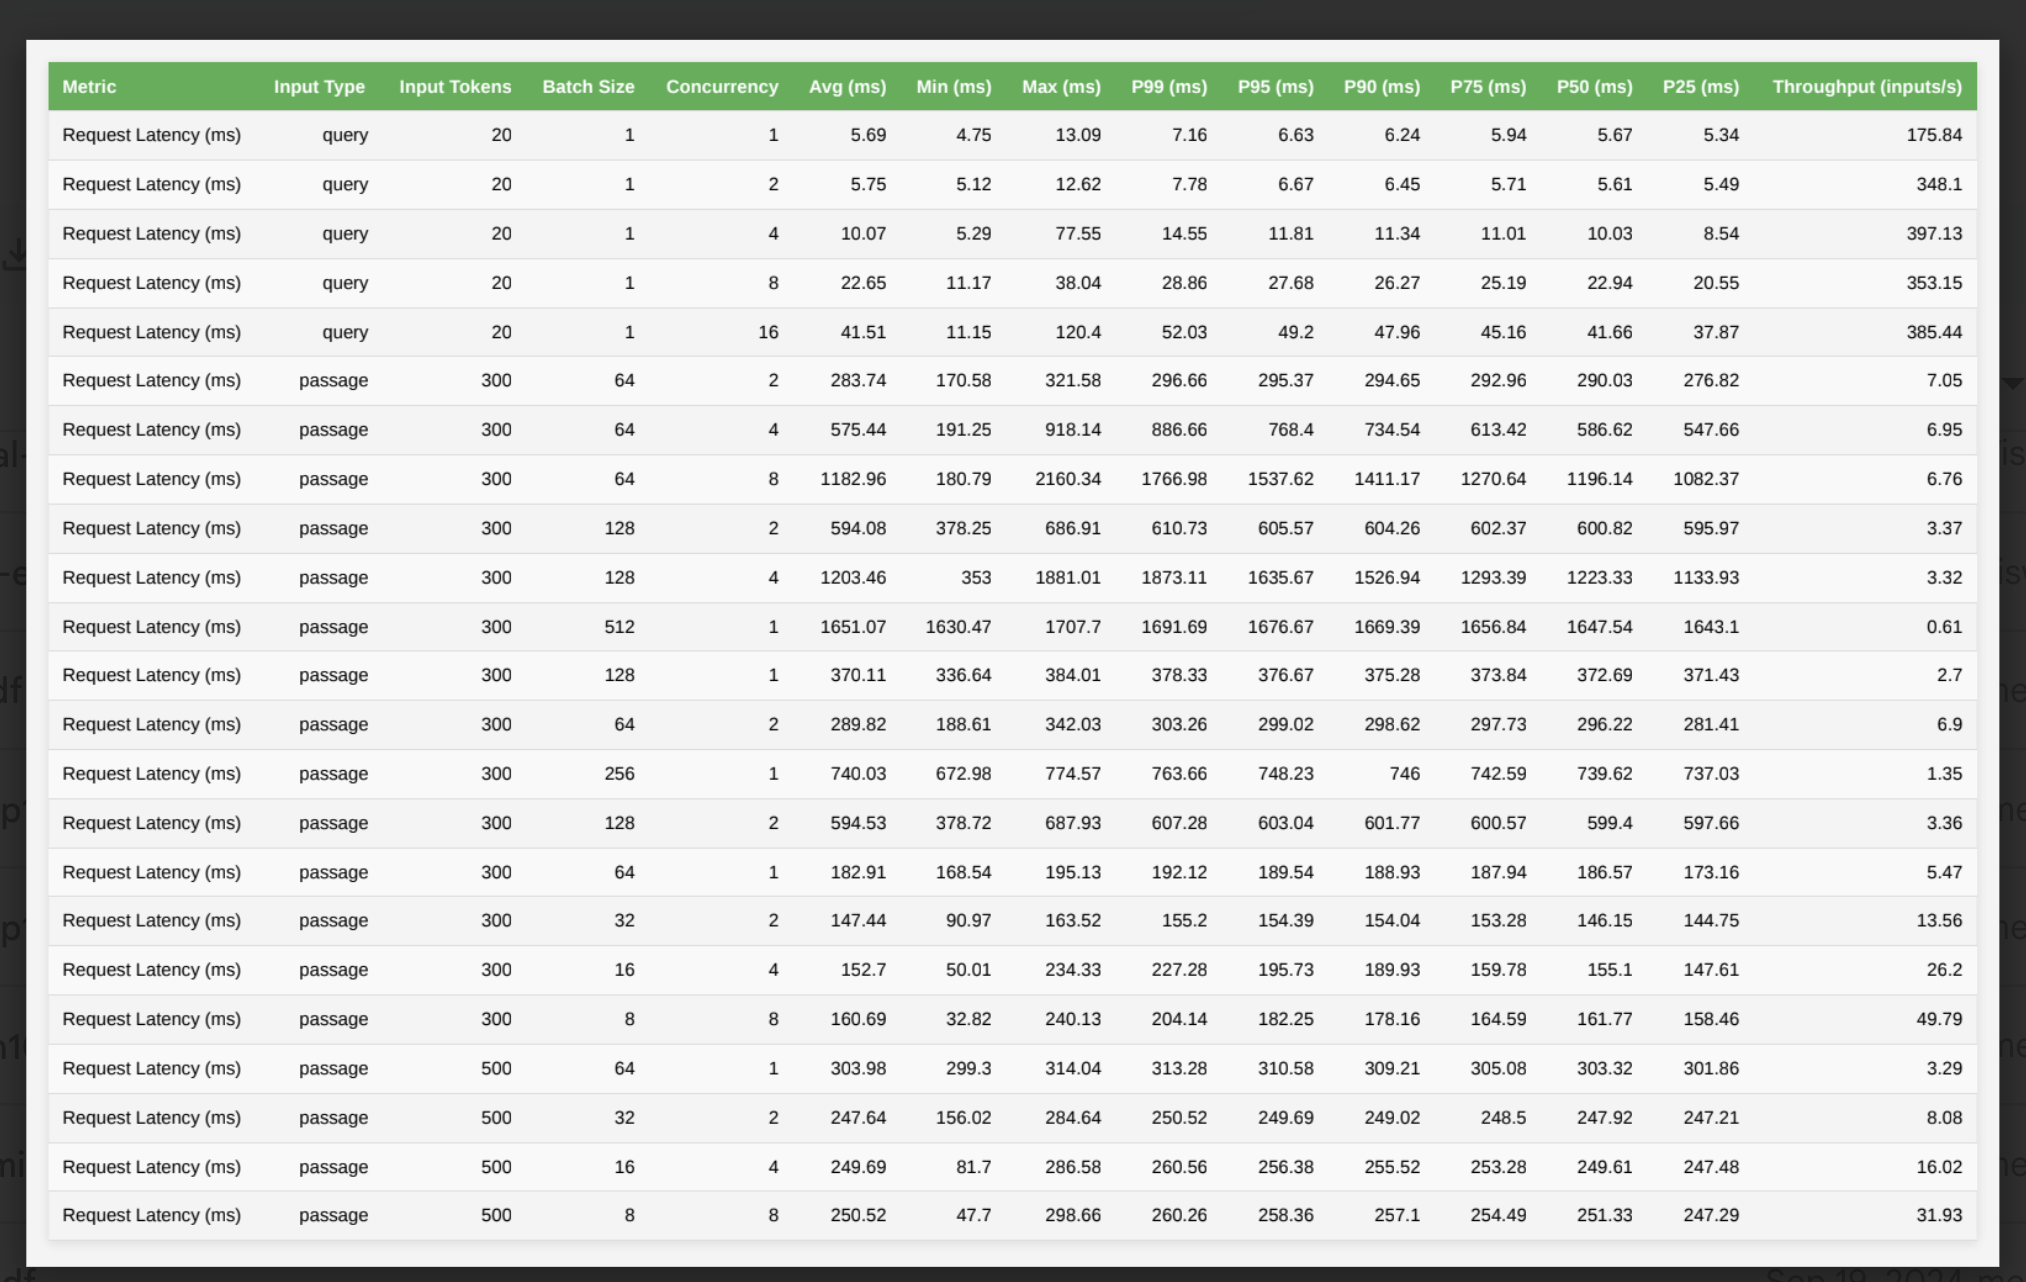 Metric Input Type Input Tokens Batch Size Concurrency Avg (ms) Min (ms) Max (ms) P99 (ms) P95 (ms) P90 (ms) P75 (ms) P50 (ms) P25 (ms) Throughput (inputs/s)
Request Latency (ms) query 20 1 1 5.69 4.75 13.09 7.16 6.63 6.24 5.94 5.67 5.34 175.84
Request Latency (ms) query 20 1 2 5.75 5.12 12.62 7.78 6.67 6.45 5.71 5.61 5.49 348.1
Request Latency (ms) query 20 1 4 10.07 5.29 77.55 14.55 11.81 11.34 11.01 10.03 8.54 397.13
Request Latency (ms) query 20 1 8 22.65 11.17 38.04 28.86 27.68 26.27 25.19 22.94 20.55 353.15
Request Latency (ms) query 20 1 16 41.51 11.15 120.4 52.03 49.2 47.96 45.16 41.66 37.87 385.44
Request Latency (ms) passage 300 64 2 283.74 170.58 321.58 296.66 295.37 294.65 292.96 290.03 276.82 7.05
Request Latency (ms) passage 300 64 4 575.44 191.25 918.14 886.66 768.4 734.54 613.42 586.62 547.66 6.95
Request Latency (ms) passage 300 64 8 1182.96 180.79 2160.34 1766.98 1537.62 1411.17 1270.64 1196.14 1082.37 6.76
Request Latency (ms) passage 300 128 2 594.08 378.25 686.91 610.73 605.57 604.26 602.37 600.82 595.97 3.37
Request Latency (ms) passage 300 128 4 1203.46 353 1881.01 1873.11 1635.67 1526.94 1293.39 1223.33 1133.93 3.32
Request Latency (ms) passage 300 512 1 1651.07 1630.47 1707.7 1691.69 1676.67 1669.39 1656.84 1647.54 1643.1 0.61
Request Latency (ms) passage 300 128 1 370.11 336.64 384.01 378.33 376.67 375.28 373.84 372.69 371.43 2.7
Request Latency (ms) passage 300 64 2 289.82 188.61 342.03 303.26 299.02 298.62 297.73 296.22 281.41 6.9
Request Latency (ms) passage 300 256 1 740.03 672.98 774.57 763.66 748.23 746 742.59 739.62 737.03 1.35
Request Latency (ms) passage 300 128 2 594.53 378.72 687.93 607.28 603.04 601.77 600.57 599.4 597.66 3.36
Request Latency (ms) passage 300 64 1 182.91 168.54 195.13 192.12 189.54 188.93 187.94 186.57 173.16 5.47
Request Latency (ms) passage 300 32 2 147.44 90.97 163.52 155.2 154.39 154.04 153.28 146.15 144.75 13.56
Request Latency (ms) passage 300 16 4 152.7 50.01 234.33 227.28 195.73 189.93 159.78 155.1 147.61 26.2
Request Latency (ms) passage 300 8 8 160.69 32.82 240.13 204.14 182.25 178.16 164.59 161.77 158.46 49.79
Request Latency (ms) passage 500 64 1 303.98 299.3 314.04 313.28 310.58 309.21 305.08 303.32 301.86 3.29
Request Latency (ms) passage 500 32 2 247.64 156.02 284.64 250.52 249.69 249.02 248.5 247.92 247.21 8.08
Request Latency (ms) passage 500 16 4 249.69 81.7 286.58 260.56 256.38 255.52 253.28 249.61 247.48 16.02
Request Latency (ms) passage 500 8 8 250.52 47.7 298.66 260.26 258.36 257.1 254.49 251.33 247.29 31.93